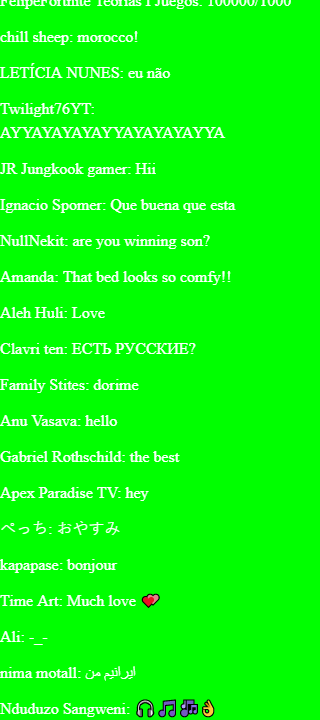 FelipeFortnite Teorias I Juegos: 100000/1000
chill sheep: morocco!
LETÍCIA NUNES: eu não
Twilight76YT:
AYYAYAYAYAYYAYAYAYAYYA
JR Jungkook gamer: Hii
Ignacio Spomer: Que buena que esta
NullNekit: are you winning son?
Amanda: That bed looks so comfy!!
Aleh Huli: Love
Clavri ten: ЕСТЬ РУССКИЕ?
Family Stites: dorime
Anu Vasava: hello
Gabriel Rothschild: the best
Apex Paradise TV: hey
ぺっち: おやすみ
kapapase: bonjour
Time Art: Much love 💘
Ali: -_-
nima motall: ایرانیم من
Nduduzo Sangweni: 🎧🎵🎼👌